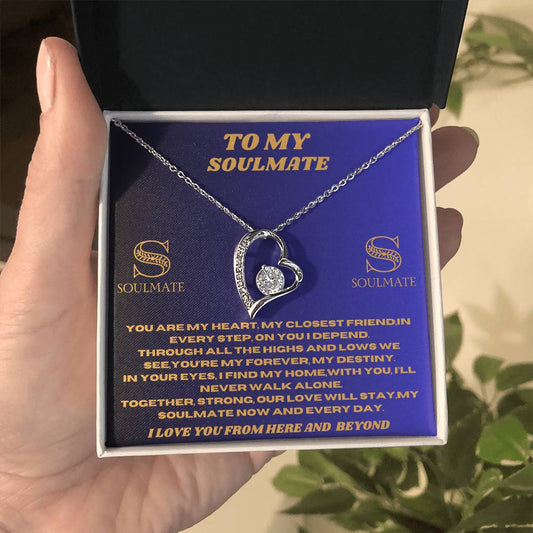 TO MY
SOULMATE
S
SOULMATE
S
SOULMATE
YOU ARE MY HEART, MY CLOSEST FRIEND,IN
EVERY STEP, ON YOU I DEPEND.
THROUGH ALL THE HIGHS AND LOWS WE
SEE,YOU'RE MY FOREVER, MY DESTINY.
IN YOUR EYES, I FIND MY HOME,WITH YOU, I'LL
NEVER WALK ALONE.
TOGETHER, STRONG, OUR LOVE WILL STAY,MY
SOULMATE NOW AND EVERY DAY.
I LOVE YOU FROM HERE AND BEYOND